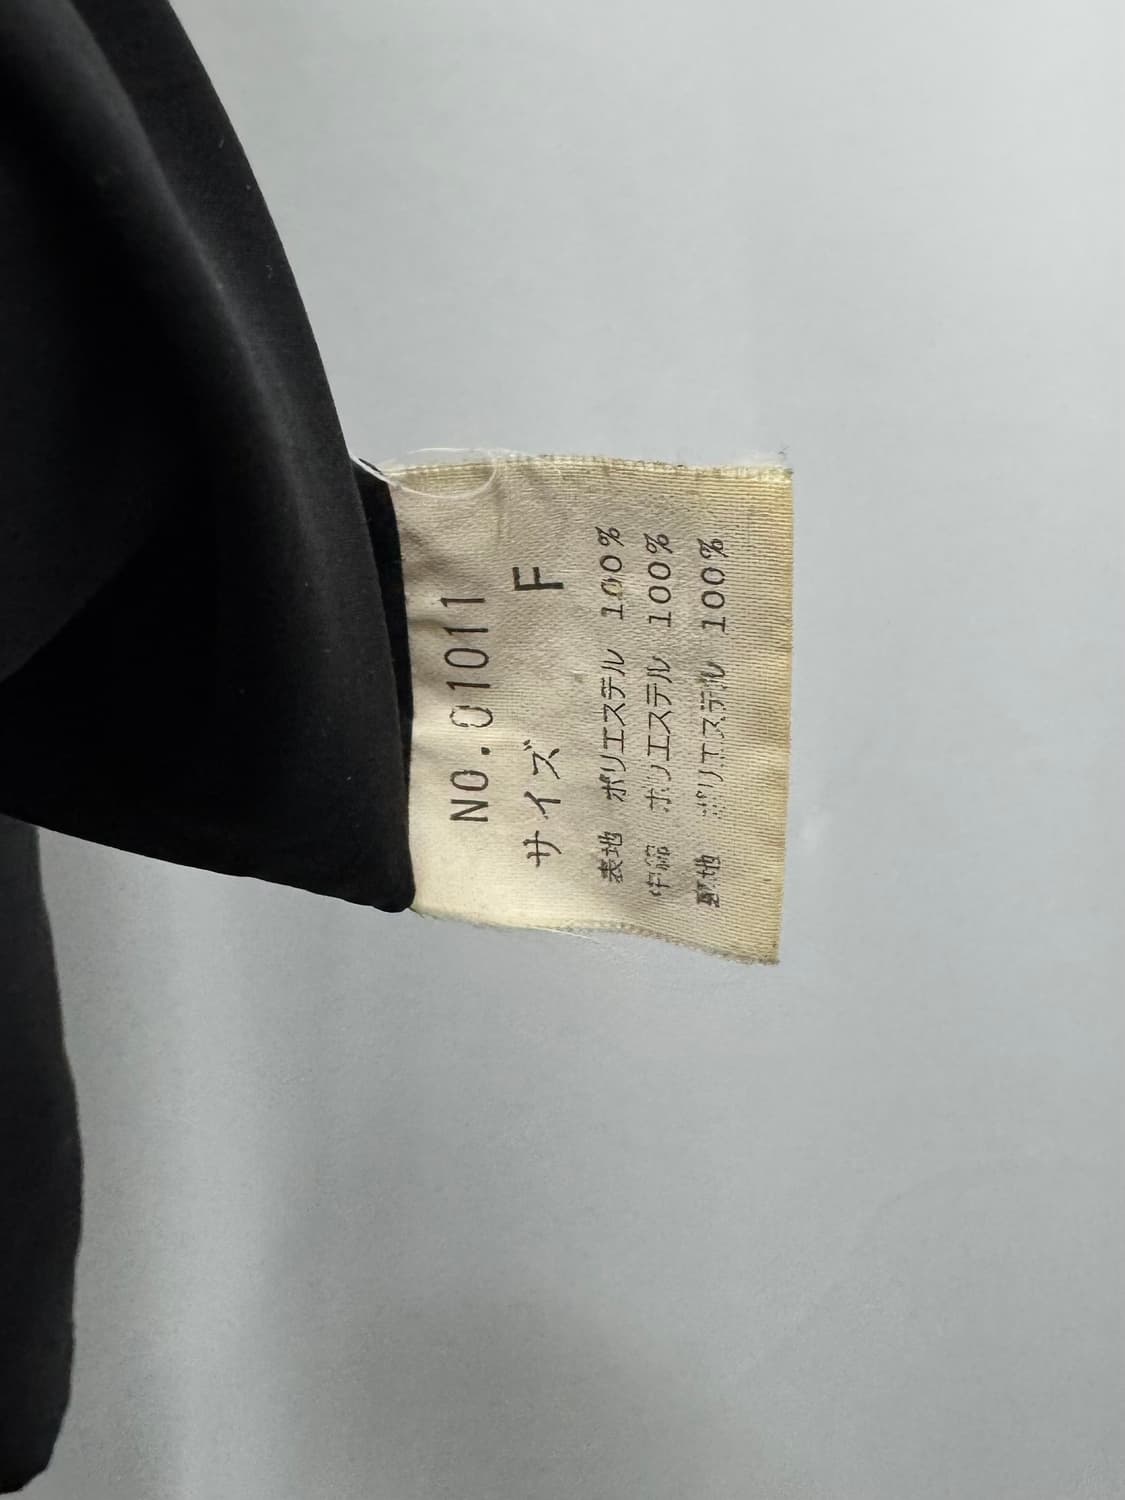 NO.01011
サイズ F
表地 ポリエステル 100%
中綿 ポリエステル 100%
裏地 ポリエステル 100%